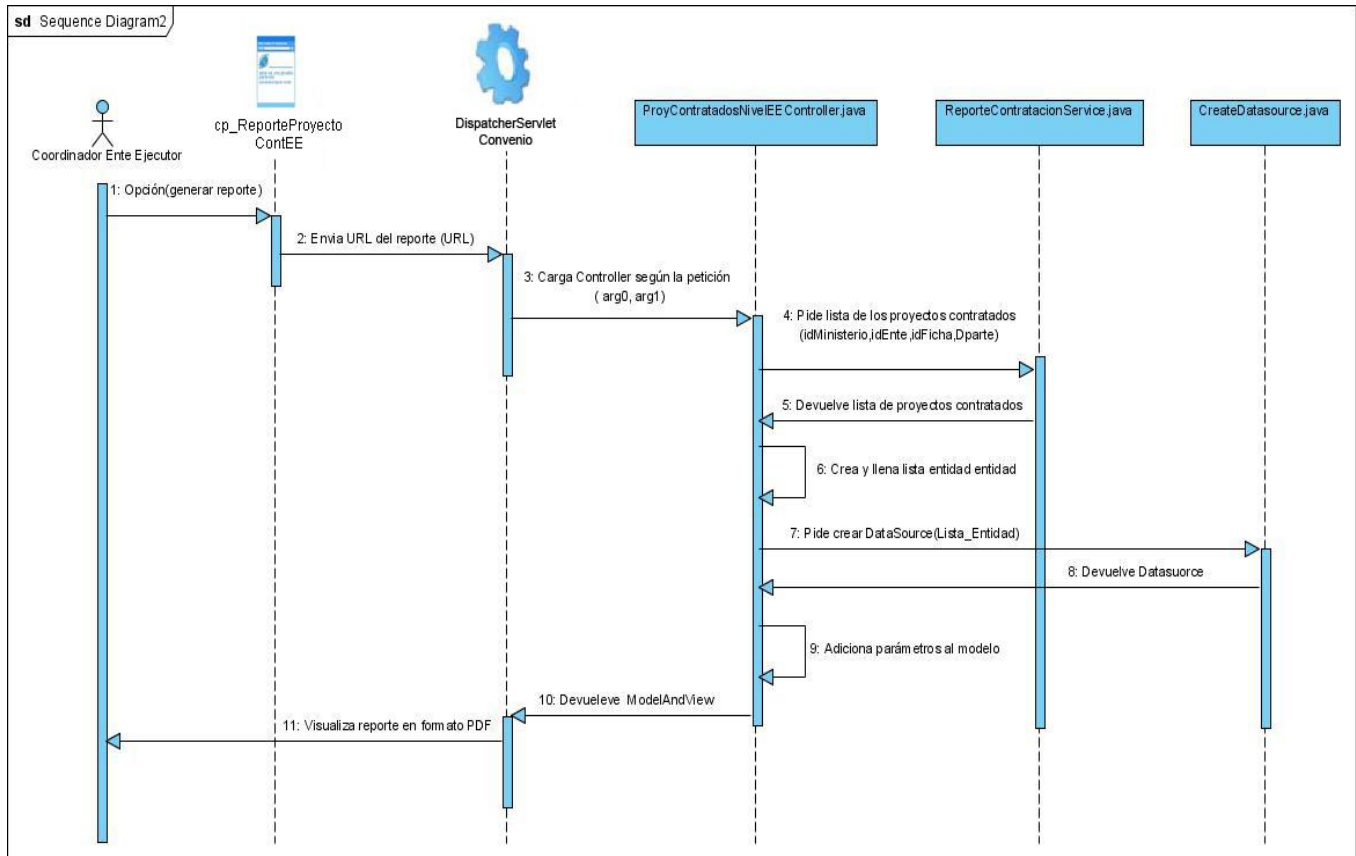 sd Sequence Diagram2
Coordinador Ente Ejecutor
cp_ReporteProyecto
ContEE
DispatcherServlet
Convenio
ProyContratadosNivelEEController.java
ReporteContratacionService.java
CreateDatasource.java
1: Opción(generar reporte)
2: Envia URL del reporte (URL)
3: Carga Controller según la petición
( arg0, arg1)
4: Pide lista de los proyectos contratados
(idMinisterio,idEnte,idFicha,Dparte)
5: Devuelve lista de proyectos contratados
6: Crea y llena lista entidad entidad
7: Pide crear DataSource(Lista_Entidad)
8: Devuelve Datasuorce
9: Adiciona parámetros al modelo
10: Devueleve ModelAndView
11: Visualiza reporte en formato PDF